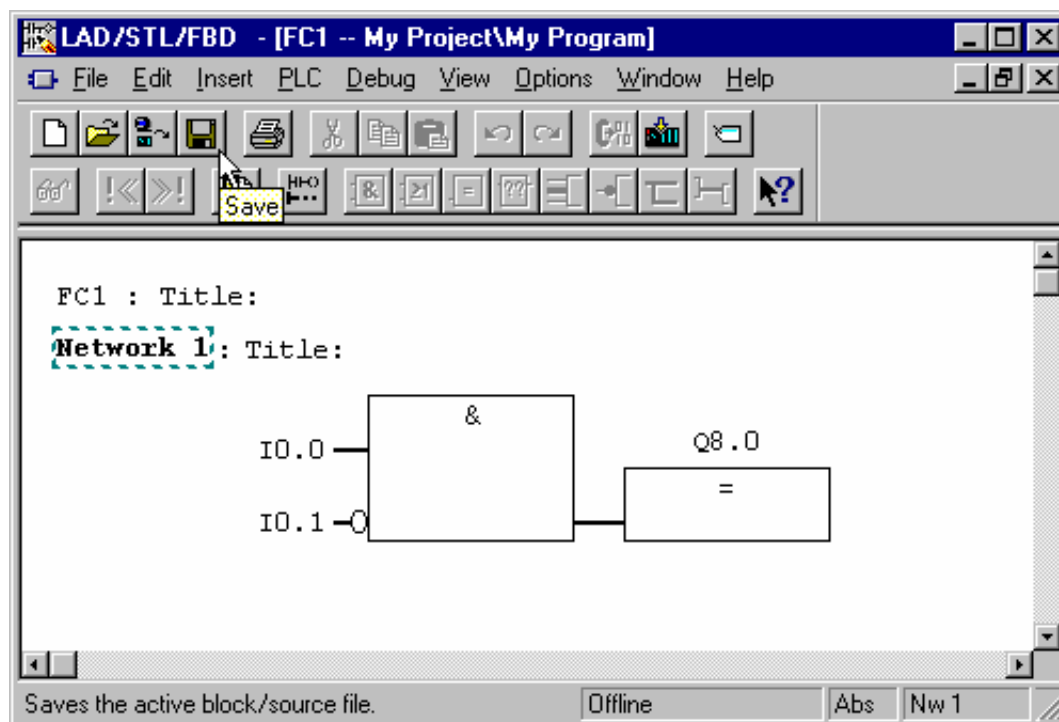 LAD/STL/FBD - [FC1 -- My Project\My Program]
File Edit Insert PLC Debug View Options Window Help
Save
& ≥1 = ??
FC1 : Title:
Network 1 : Title:
&
I0.0
Q8.0
=
I0.1
Saves the active block/source file. Offline Abs Nw 1